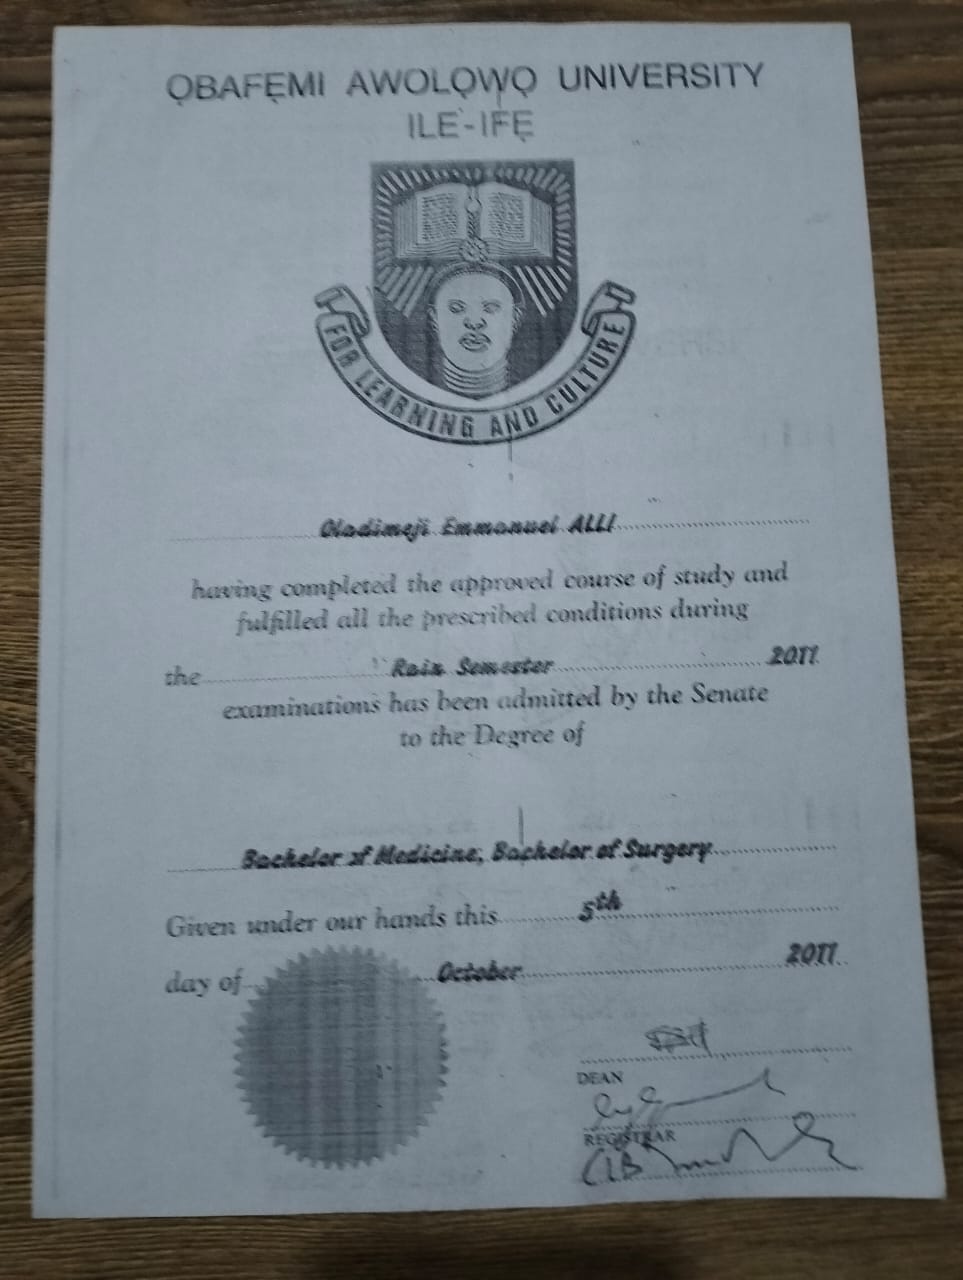 ỌBAFẸMI AWOLỌWỌ UNIVERSITY
ILE-IFẸ
FOR LEARNING AND CULTURE
Oladimeji Emmanuel ALLI
having completed the approved course of study and
fulfilled all the prescribed conditions during
the Rain Semester 2011
examinations has been admitted by the Senate
to the Degree of
Bachelor of Medicine, Bachelor of Surgery
Given under our hands this 5th
day of October 2011
DEAN
REGISTRAR